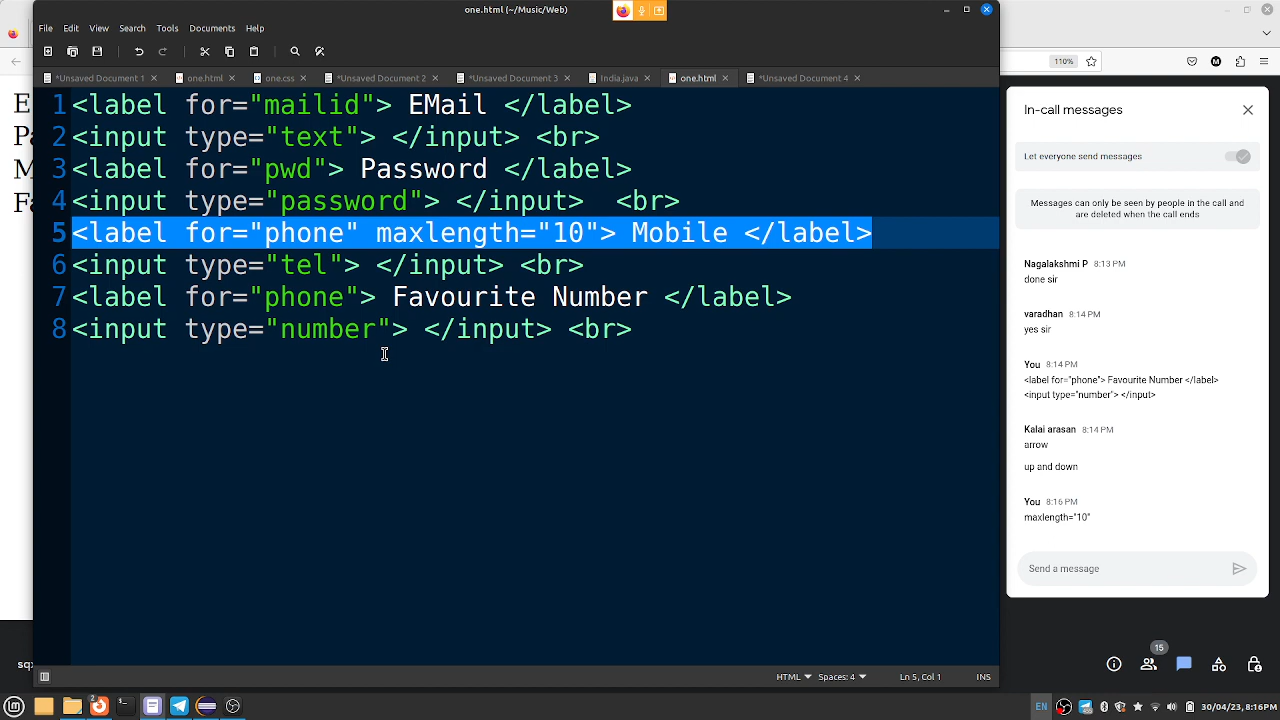 one.html (~/Music/Web)
File Edit View Search Tools Documents Help
*Unsaved Document 1 one.html one.css *Unsaved Document 2 *Unsaved Document 3 India.java one.html *Unsaved Document 4
110%
1 <label for="mailid"> EMail </label>
2 <input type="text"> </input> <br>
3 <label for="pwd"> Password </label>
4 <input type="password"> </input>  <br>
5 <label for="phone" maxlength="10"> Mobile </label>
6 <input type="tel"> </input> <br>
7 <label for="phone"> Favourite Number </label>
8 <input type="number"> </input> <br>
HTML Spaces: 4 Ln 5, Col 1 INS
In-call messages
Let everyone send messages
Messages can only be seen by people in the call and
are deleted when the call ends
Nagalakshmi P 8:13 PM
done sir
varadhan 8:14 PM
yes sir
You 8:14 PM
<label for="phone"> Favourite Number </label>
<input type="number"> </input>
Kalai arasan 8:14 PM
arrow
up and down
You 8:16 PM
maxlength="10"
Send a message
15
2
EN 30/04/23, 8:16PM